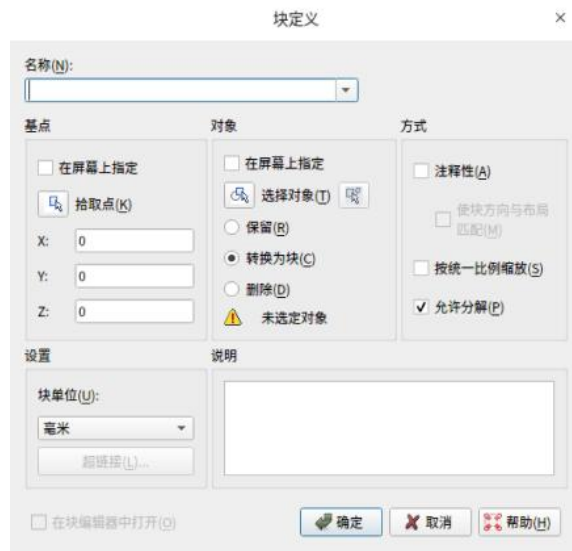 块定义
名称(N):
基点
在屏幕上指定
拾取点(K)
X: 0
Y: 0
Z: 0
对象
在屏幕上指定
选择对象(T)
保留(R)
转换为块(C)
删除(D)
未选定对象
方式
注释性(A)
使块方向与布局
匹配(M)
按统一比例缩放(S)
允许分解(P)
设置
块单位(U):
毫米
超链接(L)...
说明
在块编辑器中打开(O)
确定
取消
帮助(H)